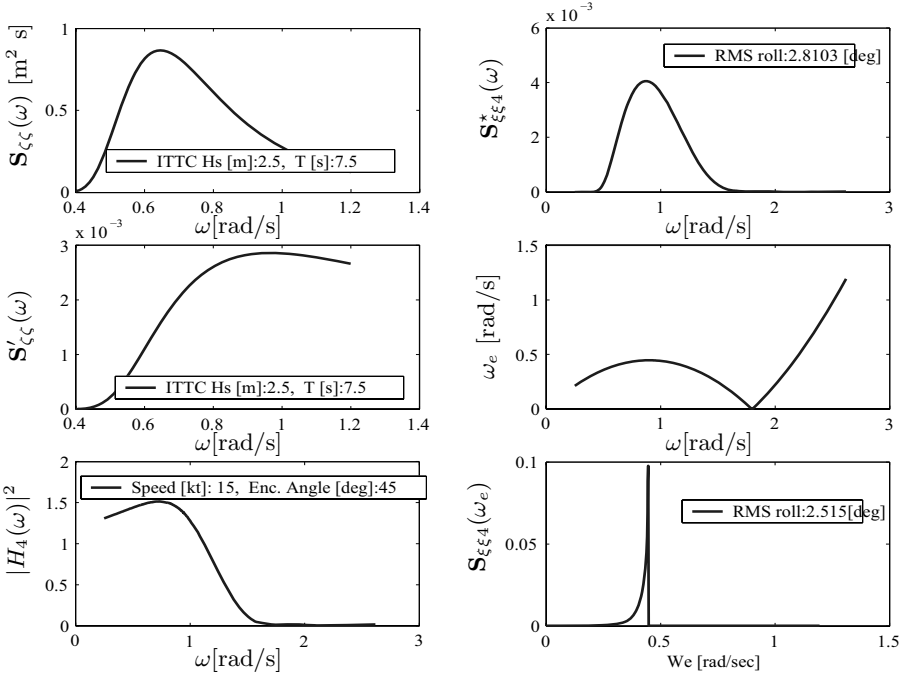 S_ζζ(ω) [m² s]
1
0.5
0
0.4 0.6 0.8 1 1.2 1.4
ω[rad/s]
ITTC Hs [m]:2.5, T [s]:7.5
x 10⁻³
S*_ξξ4(ω)
6
4
2
0
0 1 2 3
ω[rad/s]
RMS roll:2.8103 [deg]
x 10⁻³
S′_ζζ(ω)
3
2
1
0
0.4 0.6 0.8 1 1.2 1.4
ω[rad/s]
ITTC Hs [m]:2.5, T [s]:7.5
ω_e [rad/s]
1.5
1
0.5
0
0 1 2 3
ω[rad/s]
|H₄(ω)|²
2
1.5
1
0.5
0
0 1 2 3
ω[rad/s]
Speed [kt]: 15, Enc. Angle [deg]:45
S_ξξ4(ω_e)
0.1
0.05
0
0 0.5 1 1.5
We [rad/sec]
RMS roll:2.515[deg]